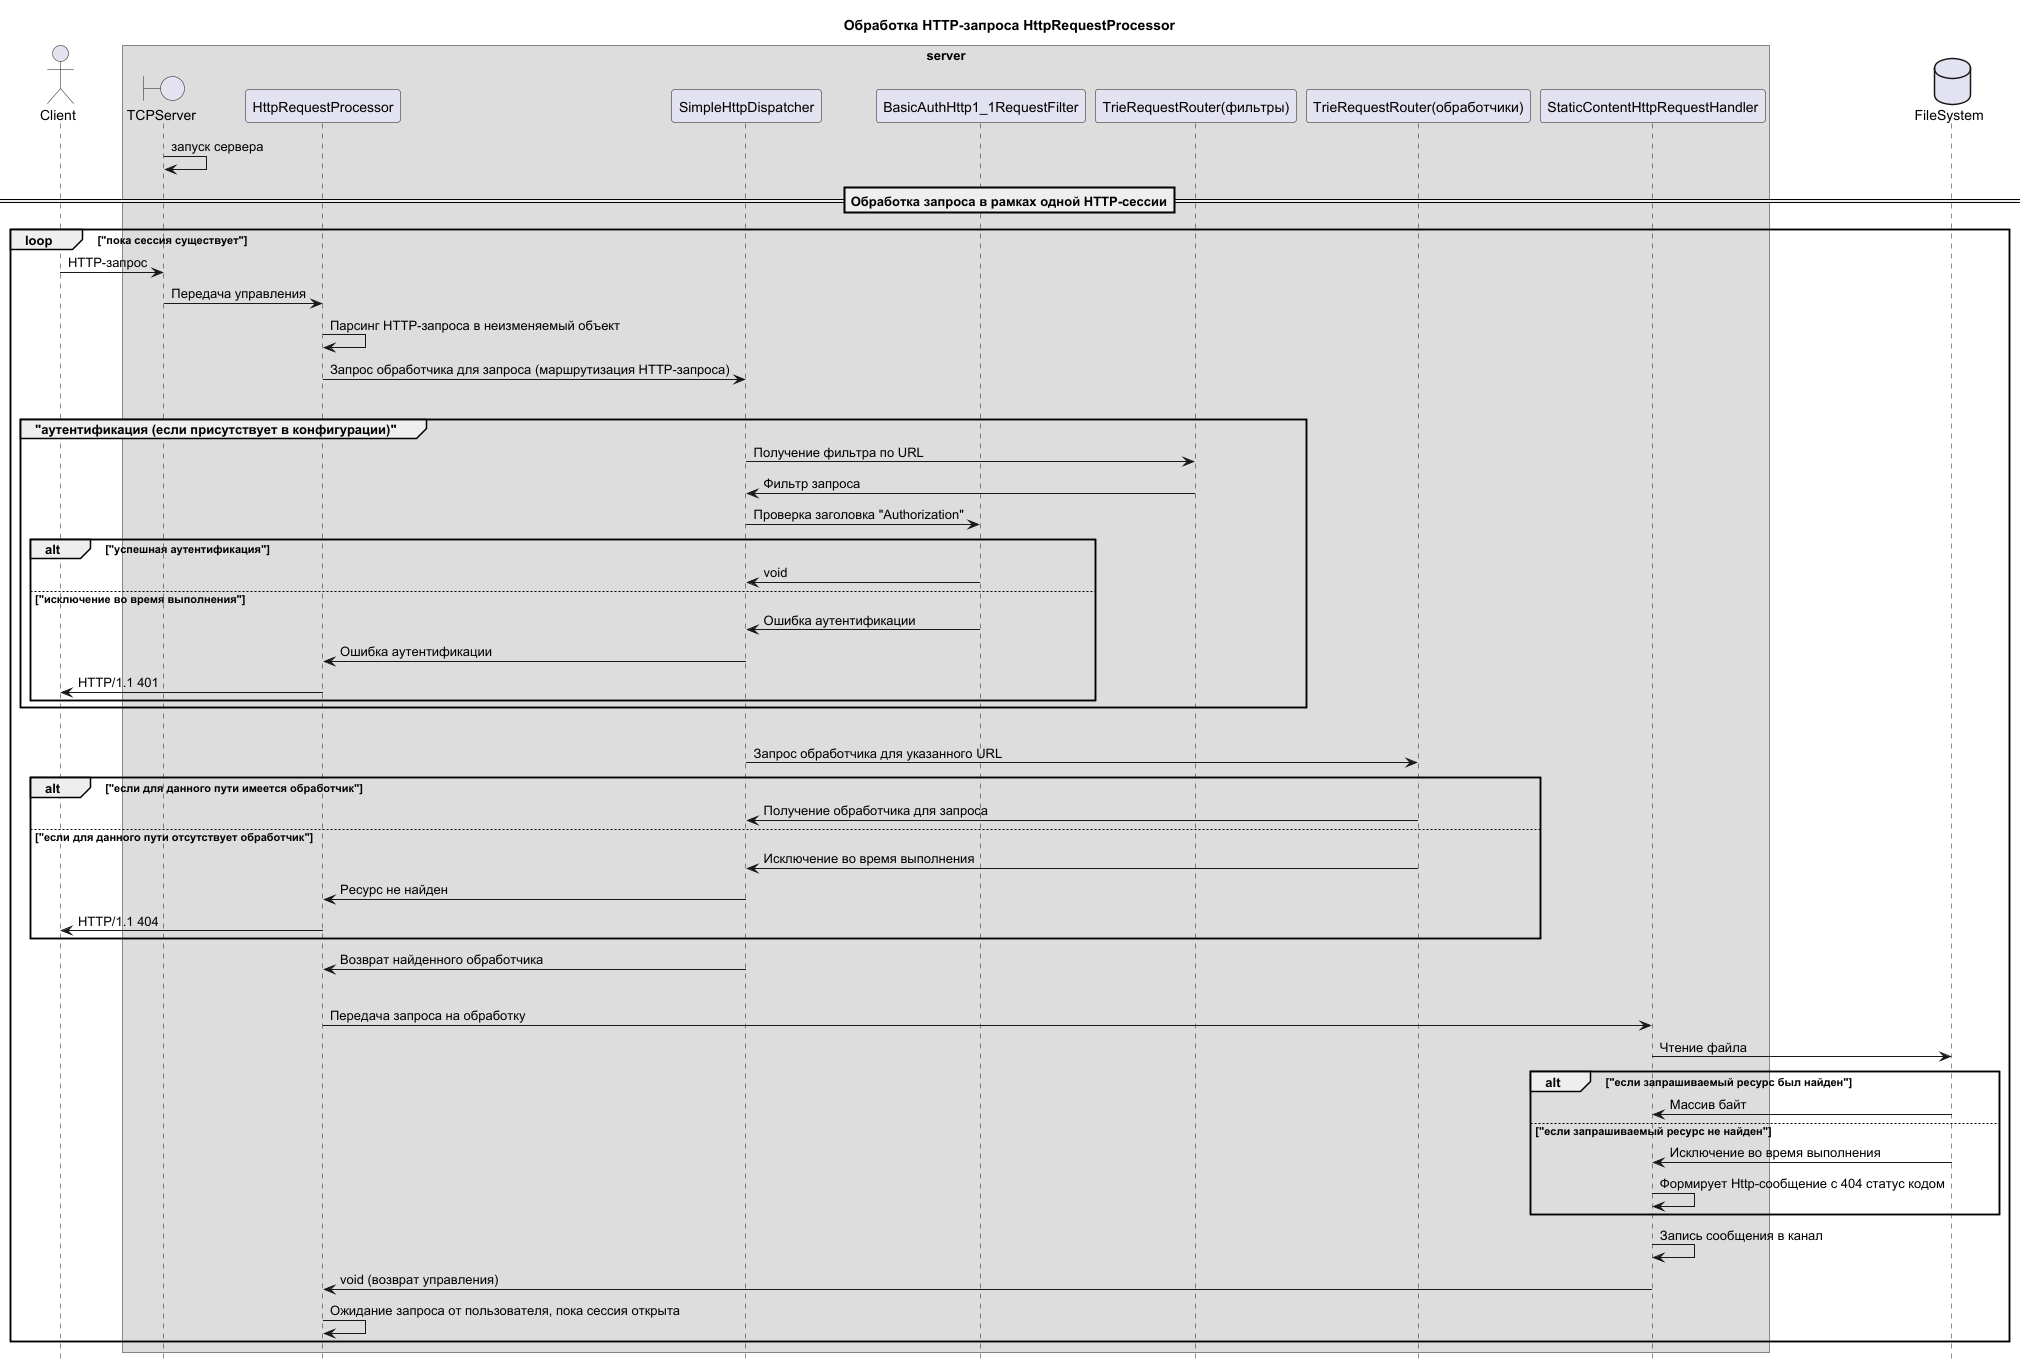 Обработка HTTP-запроса HttpRequestProcessor
server
Client
TCPServer
HttpRequestProcessor
SimpleHttpDispatcher
BasicAuthHttp1_1RequestFilter
TrieRequestRouter(фильтры)
TrieRequestRouter(обработчики)
StaticContentHttpRequestHandler
FileSystem
запуск сервера
Обработка запроса в рамках одной HTTP-сессии
loop ["пока сессия существует"]
HTTP-запрос
Передача управления
Парсинг HTTP-запроса в неизменяемый объект
Запрос обработчика для запроса (маршрутизация HTTP-запроса)
"аутентификация (если присутствует в конфигурации)"
Получение фильтра по URL
Фильтр запроса
Проверка заголовка "Authorization"
alt ["успешная аутентификация"]
void
["исключение во время выполнения"]
Ошибка аутентификации
Ошибка аутентификации
HTTP/1.1 401
Запрос обработчика для указанного URL
alt ["если для данного пути имеется обработчик"]
Получение обработчика для запроса
["если для данного пути отсутствует обработчик"]
Исключение во время выполнения
Ресурс не найден
HTTP/1.1 404
Возврат найденного обработчика
Передача запроса на обработку
Чтение файла
alt ["если запрашиваемый ресурс был найден"]
Массив байт
["если запрашиваемый ресурс не найден"]
Исключение во время выполнения
Формирует Http-сообщение с 404 статус кодом
Запись сообщения в канал
void (возврат управления)
Ожидание запроса от пользователя, пока сессия открыта